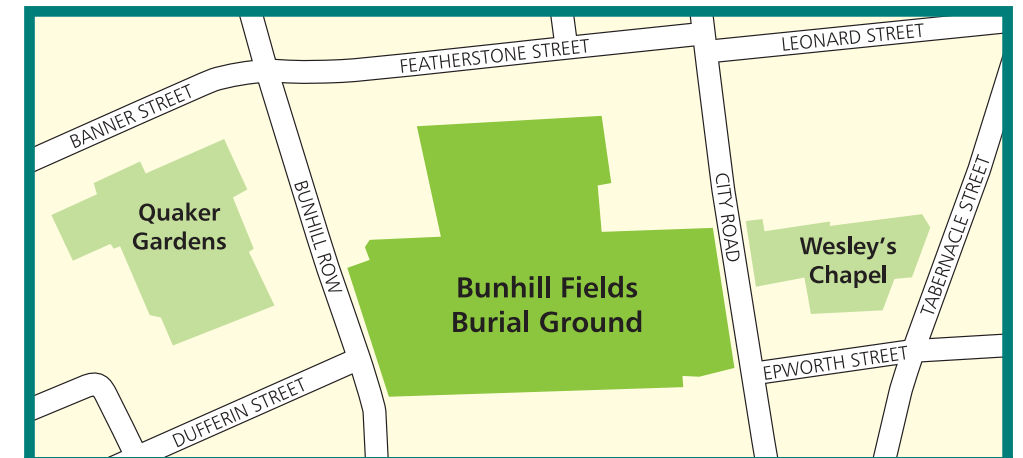 LEONARD STREET
FEATHERSTONE STREET
BANNER STREET
Quaker
Gardens
BUNHILL ROW
CITY ROAD
TABERNACLE STREET
Wesley’s
Chapel
Bunhill Fields
Burial Ground
EPWORTH STREET
DUFFERIN STREET